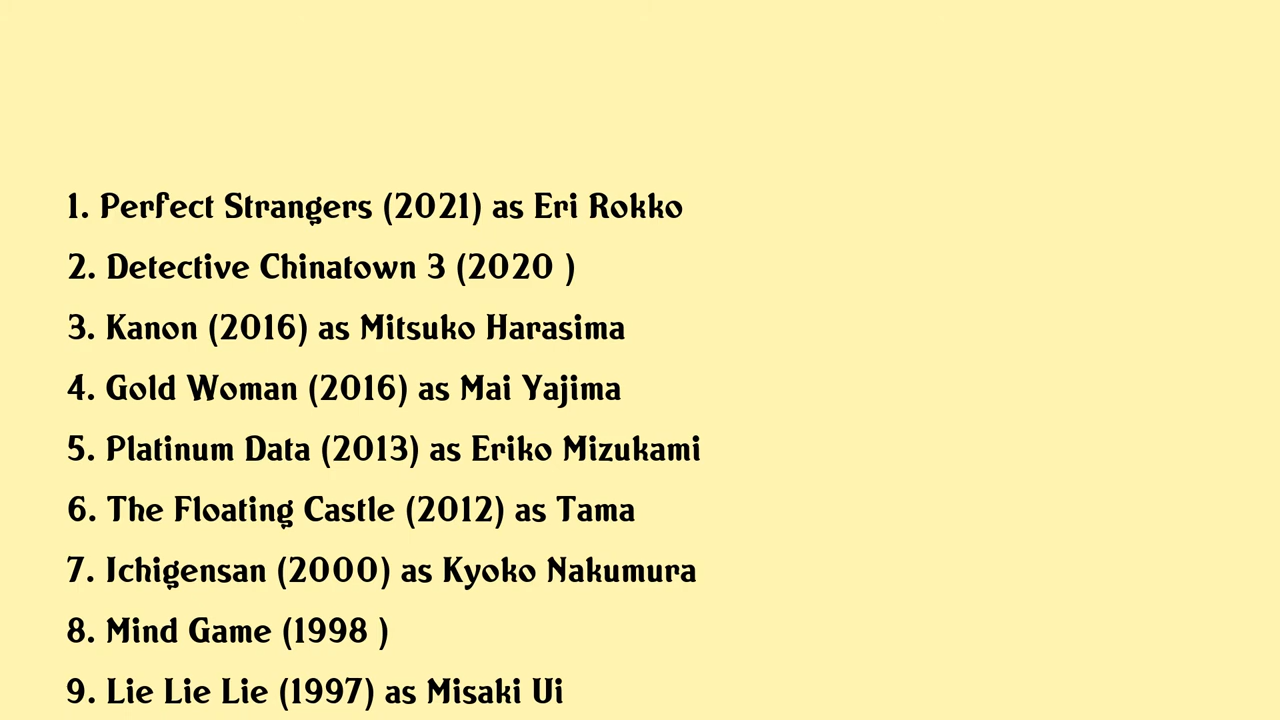 1. Perfect Strangers (2021) as Eri Rokko
2. Detective Chinatown 3 (2020 )
3. Kanon (2016) as Mitsuko Harasima
4. Gold Woman (2016) as Mai Yajima
5. Platinum Data (2013) as Eriko Mizukami
6. The Floating Castle (2012) as Tama
7. Ichigensan (2000) as Kyoko Nakumura
8. Mind Game (1998 )
9. Lie Lie Lie (1997) as Misaki Ui